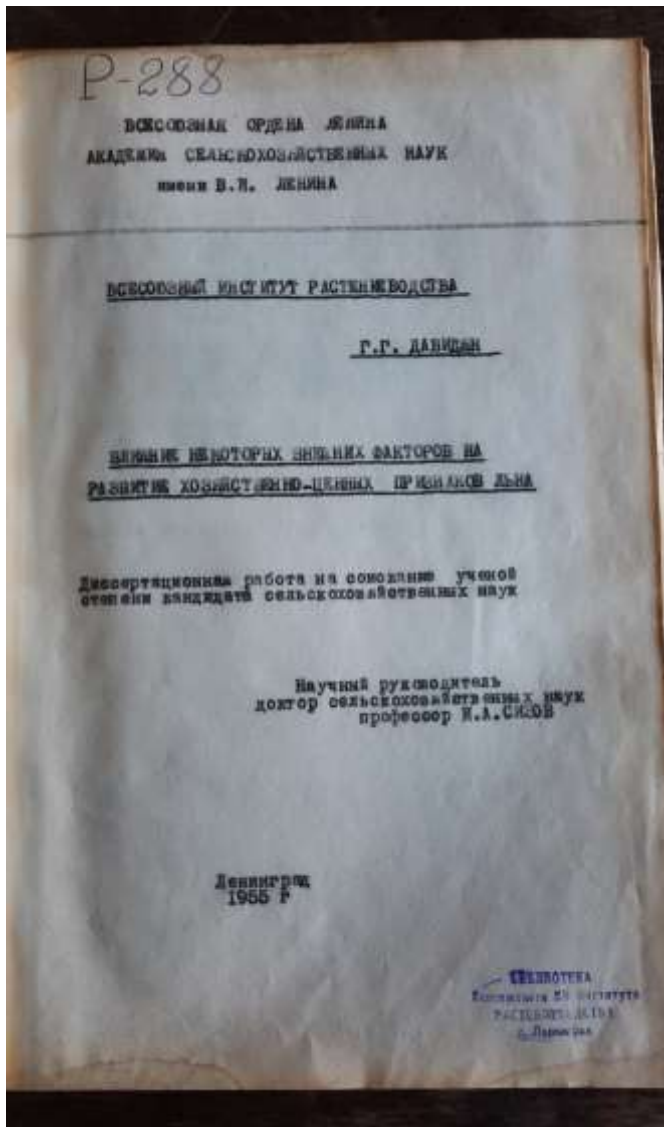 Р-288
ВСЕСОЮЗНАЯ ОРДЕНА ЛЕНИНА
АКАДЕМИЯ СЕЛЬСКОХОЗЯЙСТВЕННЫХ НАУК
имени В.И. ЛЕНИНА
ВСЕСОЮЗНЫЙ ИНСТИТУТ РАСТЕНИЕВОДСТВА
Г.Г. ДАВИДЯН
ВЛИЯНИЕ НЕКОТОРЫХ ВНЕШНИХ ФАКТОРОВ НА
РАЗВИТИЕ ХОЗЯЙСТВЕННО-ЦЕННЫХ ПРИЗНАКОВ ЛЬНА
Диссертационная работа на соискание ученой
степени кандидата сельскохозяйственных наук
Научный руководитель
доктор сельскохозяйственных наук
профессор И.А.СИЗОВ
Ленинград
1955 г
БИБЛИОТЕКА
института
РАСТЕНИЕВОДСТВА
г. Ленинград